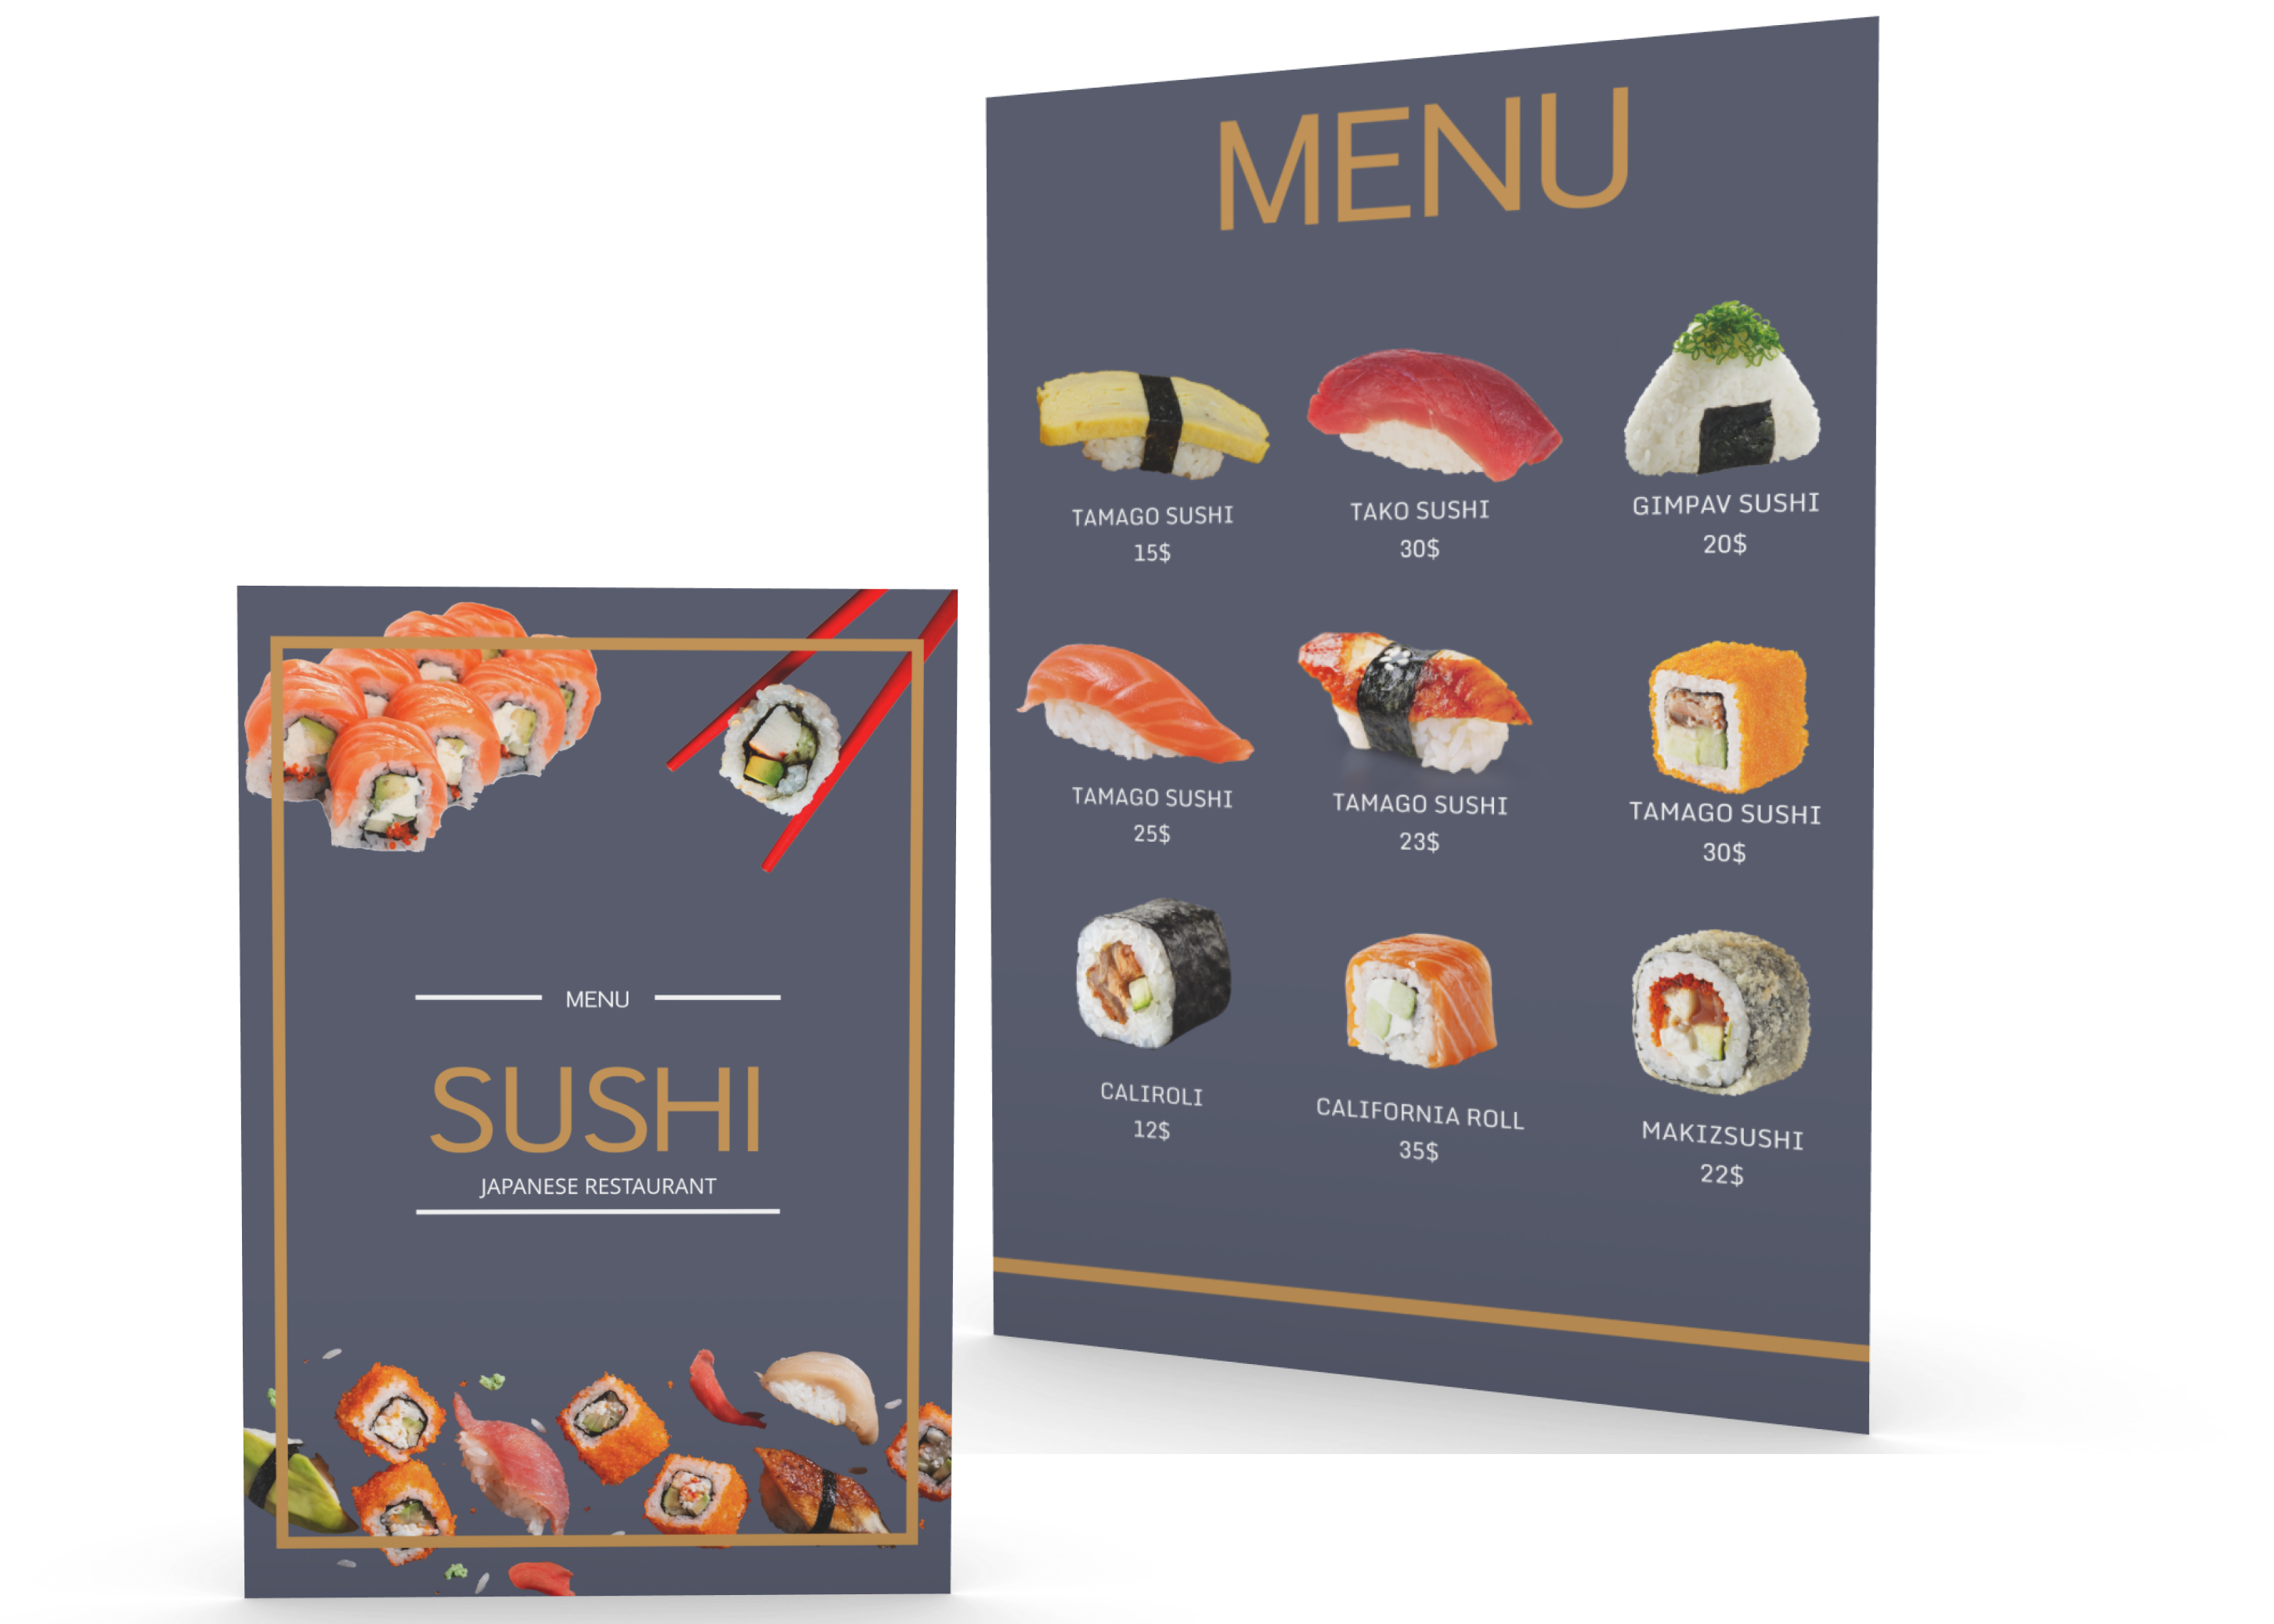 MENU
SUSHI
JAPANESE RESTAURANT
MENU
TAMAGO SUSHI
15$
TAKO SUSHI
30$
GIMPAV SUSHI
20$
TAMAGO SUSHI
25$
TAMAGO SUSHI
23$
TAMAGO SUSHI
30$
CALIROLI
12$
CALIFORNIA ROLL
35$
MAKIZSUSHI
22$